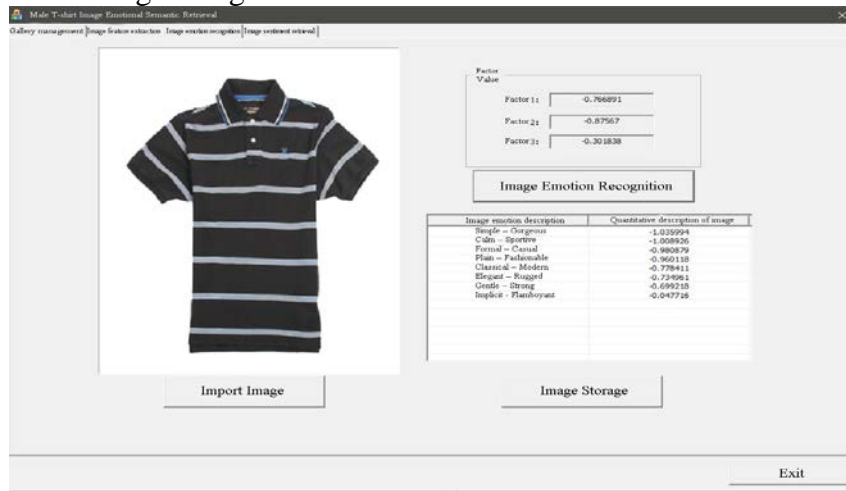 Male T-shirt Image Emotional Semantic Retrieval
Gallery management Image feature extraction Image emotion recognition Image sentiment retrieval
Factor
Value
Factor 1: -0.766891
Factor 2: -0.87567
Factor 3: -0.301838
Image Emotion Recognition
Image emotion description Quantitative description of image
Simple -- Gorgeous -1.035994
Calm -- Sportive -1.008926
Formal -- Casual -0.980879
Plain -- Fashionable -0.960118
Classical -- Modern -0.778411
Elegant -- Rugged -0.734961
Gentle -- Strong -0.699218
Implicit - Flamboyant -0.047716
Import Image
Image Storage
Exit